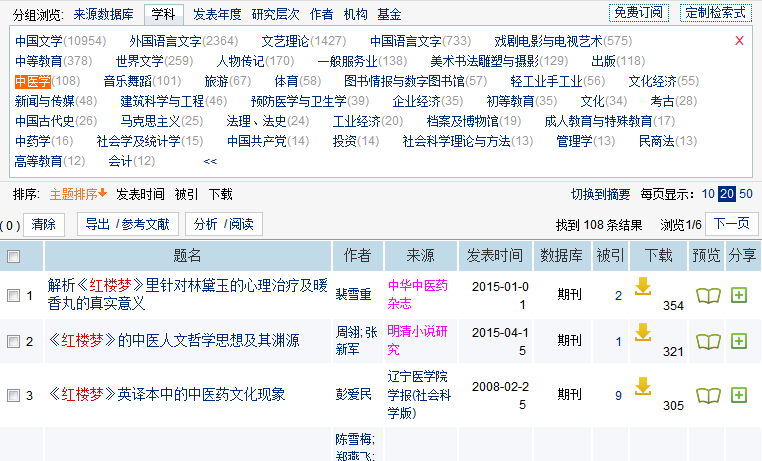 分组浏览: 来源数据库 学科 发表年度 研究层次 作者 机构 基金 免费订阅 定制检索式
中国文学(10954) 外国语言文字(2364) 文艺理论(1427) 中国语言文字(733) 戏剧电影与电视艺术(575) X
中等教育(378) 世界文学(259) 人物传记(170) 一般服务业(138) 美术书法雕塑与摄影(129) 出版(118)
中医学(108) 音乐舞蹈(101) 旅游(67) 体育(58) 图书情报与数字图书馆(57) 轻工业手工业(56) 文化经济(55)
新闻与传媒(48) 建筑科学与工程(46) 预防医学与卫生学(39) 企业经济(35) 初等教育(35) 文化(34) 考古(28)
中国古代史(26) 马克思主义(25) 法理、法史(24) 工业经济(20) 档案及博物馆(19) 成人教育与特殊教育(17)
中药学(16) 社会学及统计学(15) 中国共产党(14) 投资(14) 社会科学理论与方法(13) 管理学(13) 民商法(13)
高等教育(12) 会计(12) <<
排序: 主题排序 发表时间 被引 下载 切换到摘要 每页显示: 10 20 50
( 0 ) 清除 导出 /参考文献 分析 /阅读 找到 108 条结果 浏览1/6 下一页
题名 作者 来源 发表时间 数据库 被引 下载 预览 分享
1 解析《红楼梦》里针对林黛玉的心理治疗及暖 裴雪重 中华中医药 2015-01-0 期刊 2 354
香丸的真实意义 杂志 1
2 《红楼梦》的中医人文哲学思想及其渊源 周翎; 张 明清小说研 2015-04-1 期刊 1 321
新军 究 5
3 《红楼梦》英译本中的中医药文化现象 彭爱民 辽宁医学院 2008-02-2 期刊 9 305
学报(社会科 5
学版)
陈雪梅;
郑燕飞;